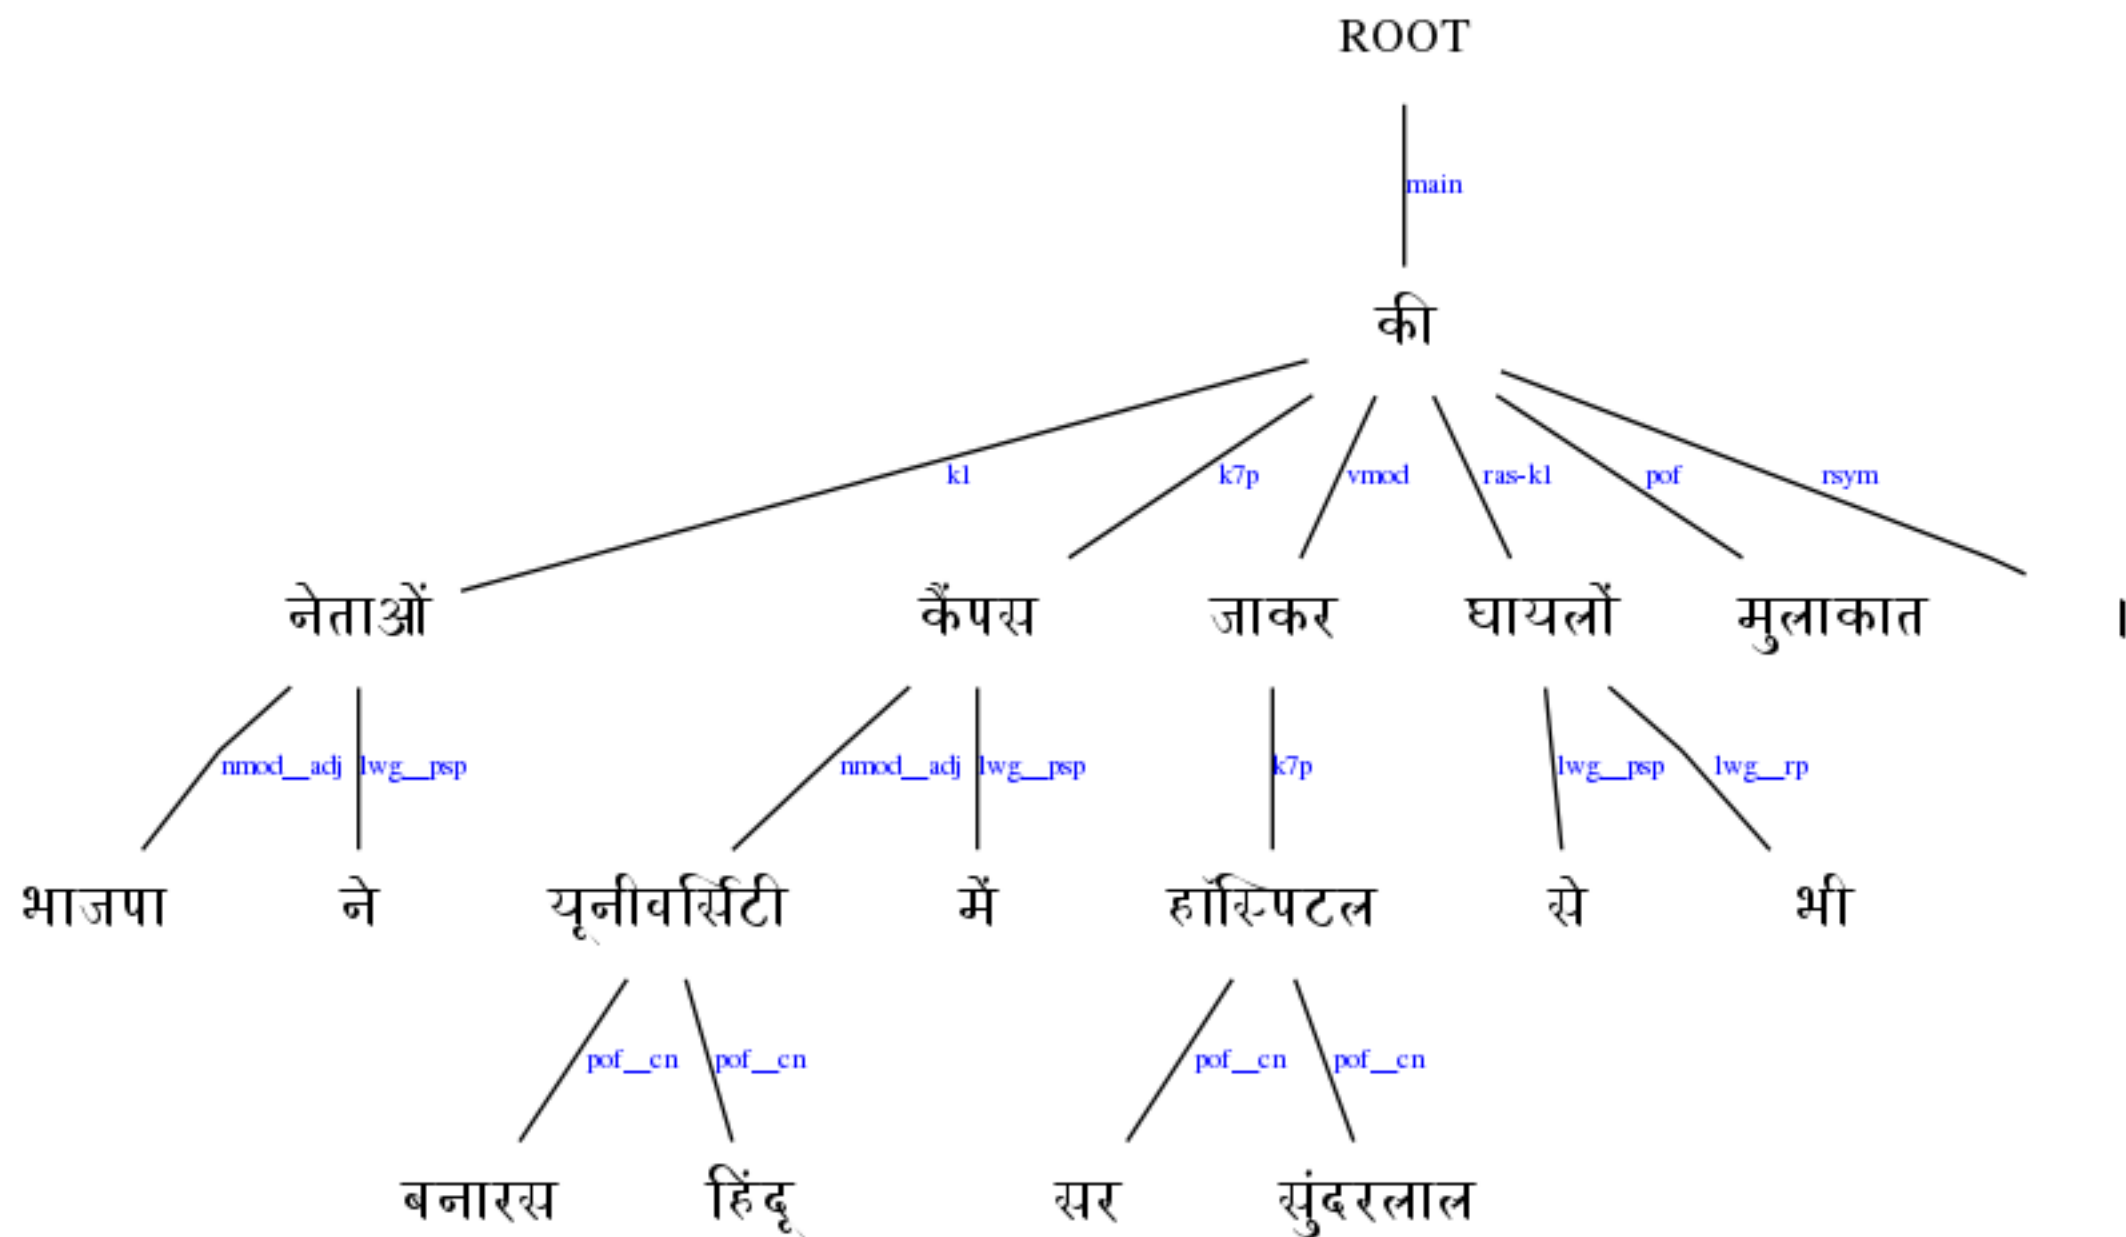 ROOT
main
की
k1 k7p vmod ras-k1 pof rsym
नेताओं कैंपस जाकर घायलों मुलाकात ।
nmod__adj lwg__psp nmod__adj lwg__psp k7p lwg__psp lwg__rp
भाजपा ने यूनीवर्सिटी में हॉस्पिटल से भी
pof__cn pof__cn pof__cn pof__cn
बनारस हिंदू सर सुंदरलाल